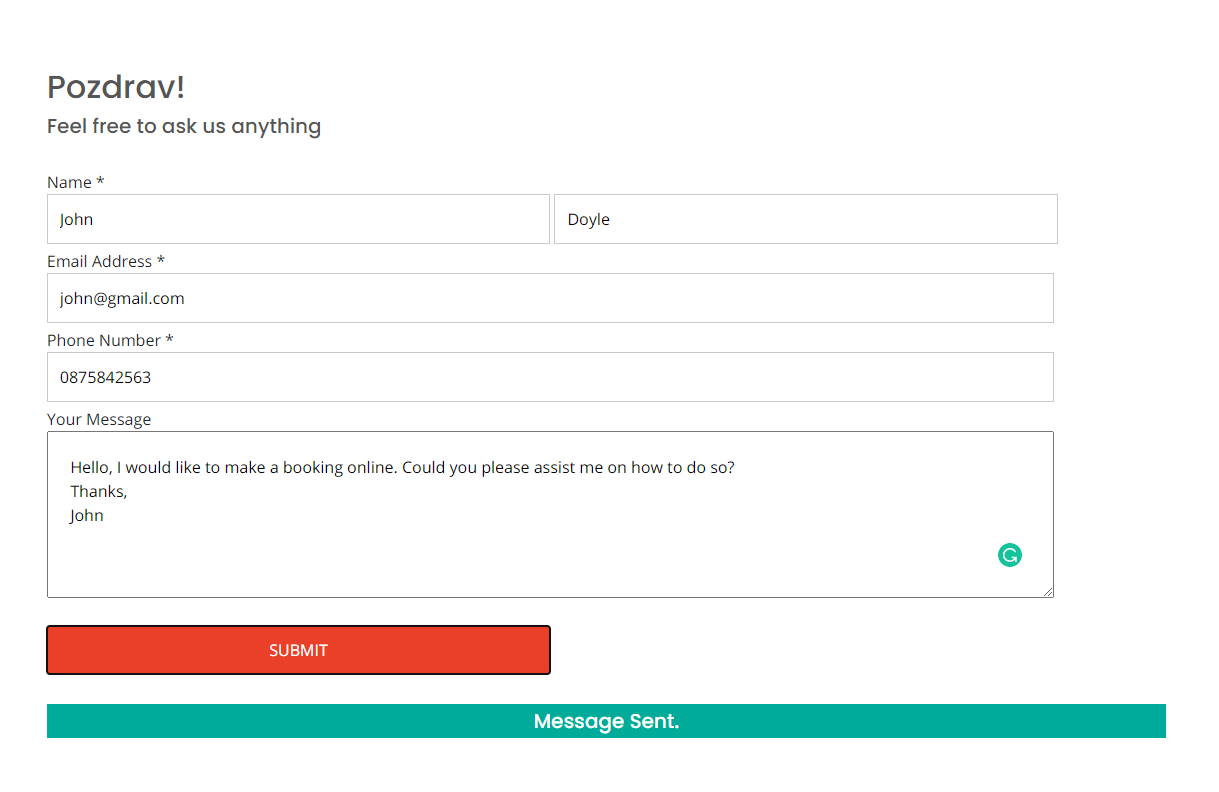 Pozdrav!
Feel free to ask us anything
Name *
John
Doyle
Email Address *
john@gmail.com
Phone Number *
0875842563
Your Message
Hello, I would like to make a booking online. Could you please assist me on how to do so?
Thanks,
John
SUBMIT
Message Sent.